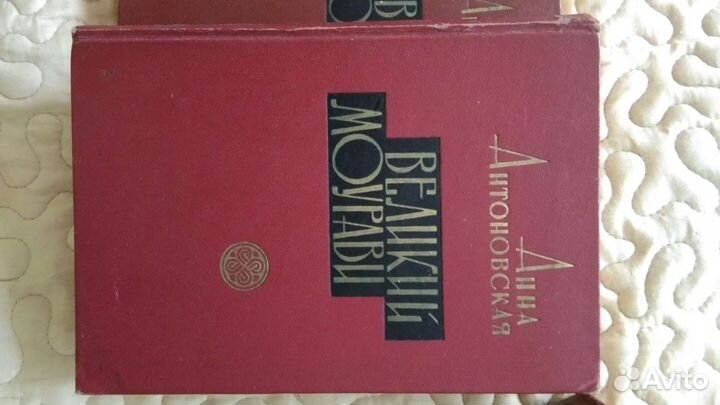 Анна
Антоновская
Великий
Моурави
Avito